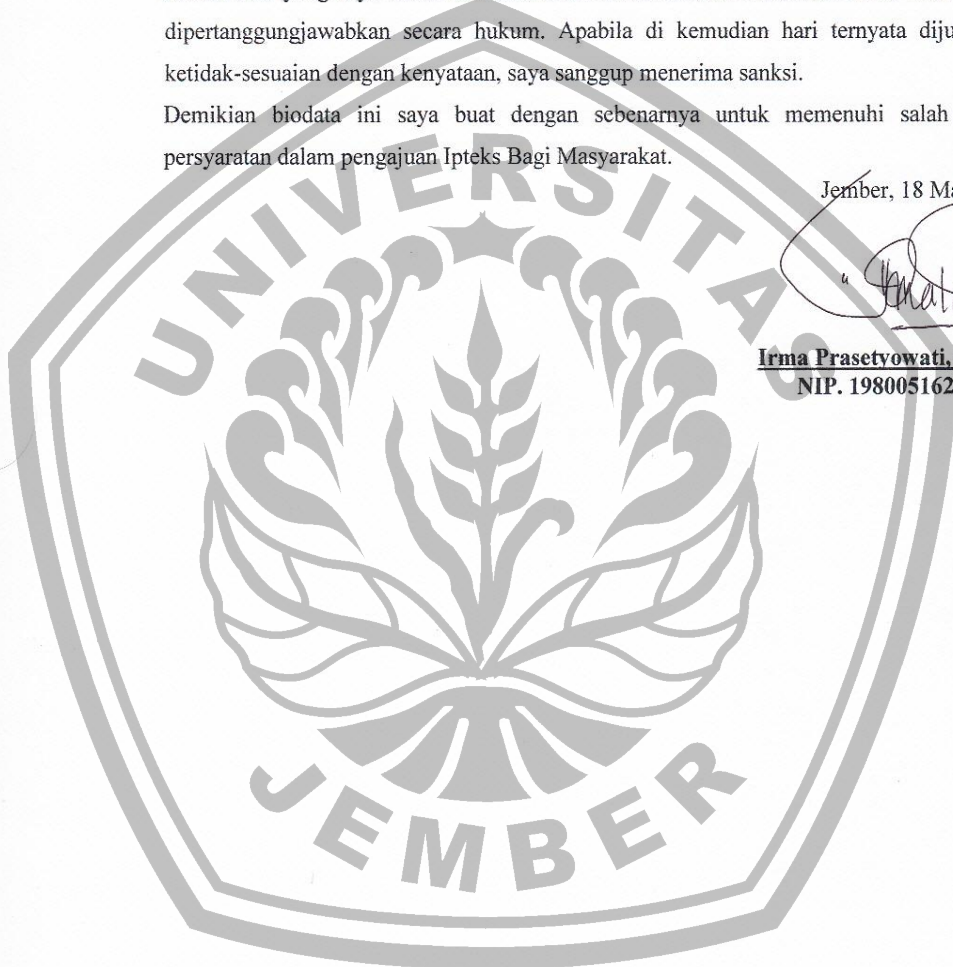 dipertanggungjawabkan secara hukum. Apabila di kemudian hari ternyata
ketidak-sesuaian dengan kenyataan, saya sanggup menerima sanksi.
Demikian biodata ini saya buat dengan sebenarnya untuk memenuhi salah
persyaratan dalam pengajuan Ipteks Bagi Masyarakat.
Jember, 18
Irma Prasetyowati,
NIP. 198005162
UNIVERSITAS
JEMBER